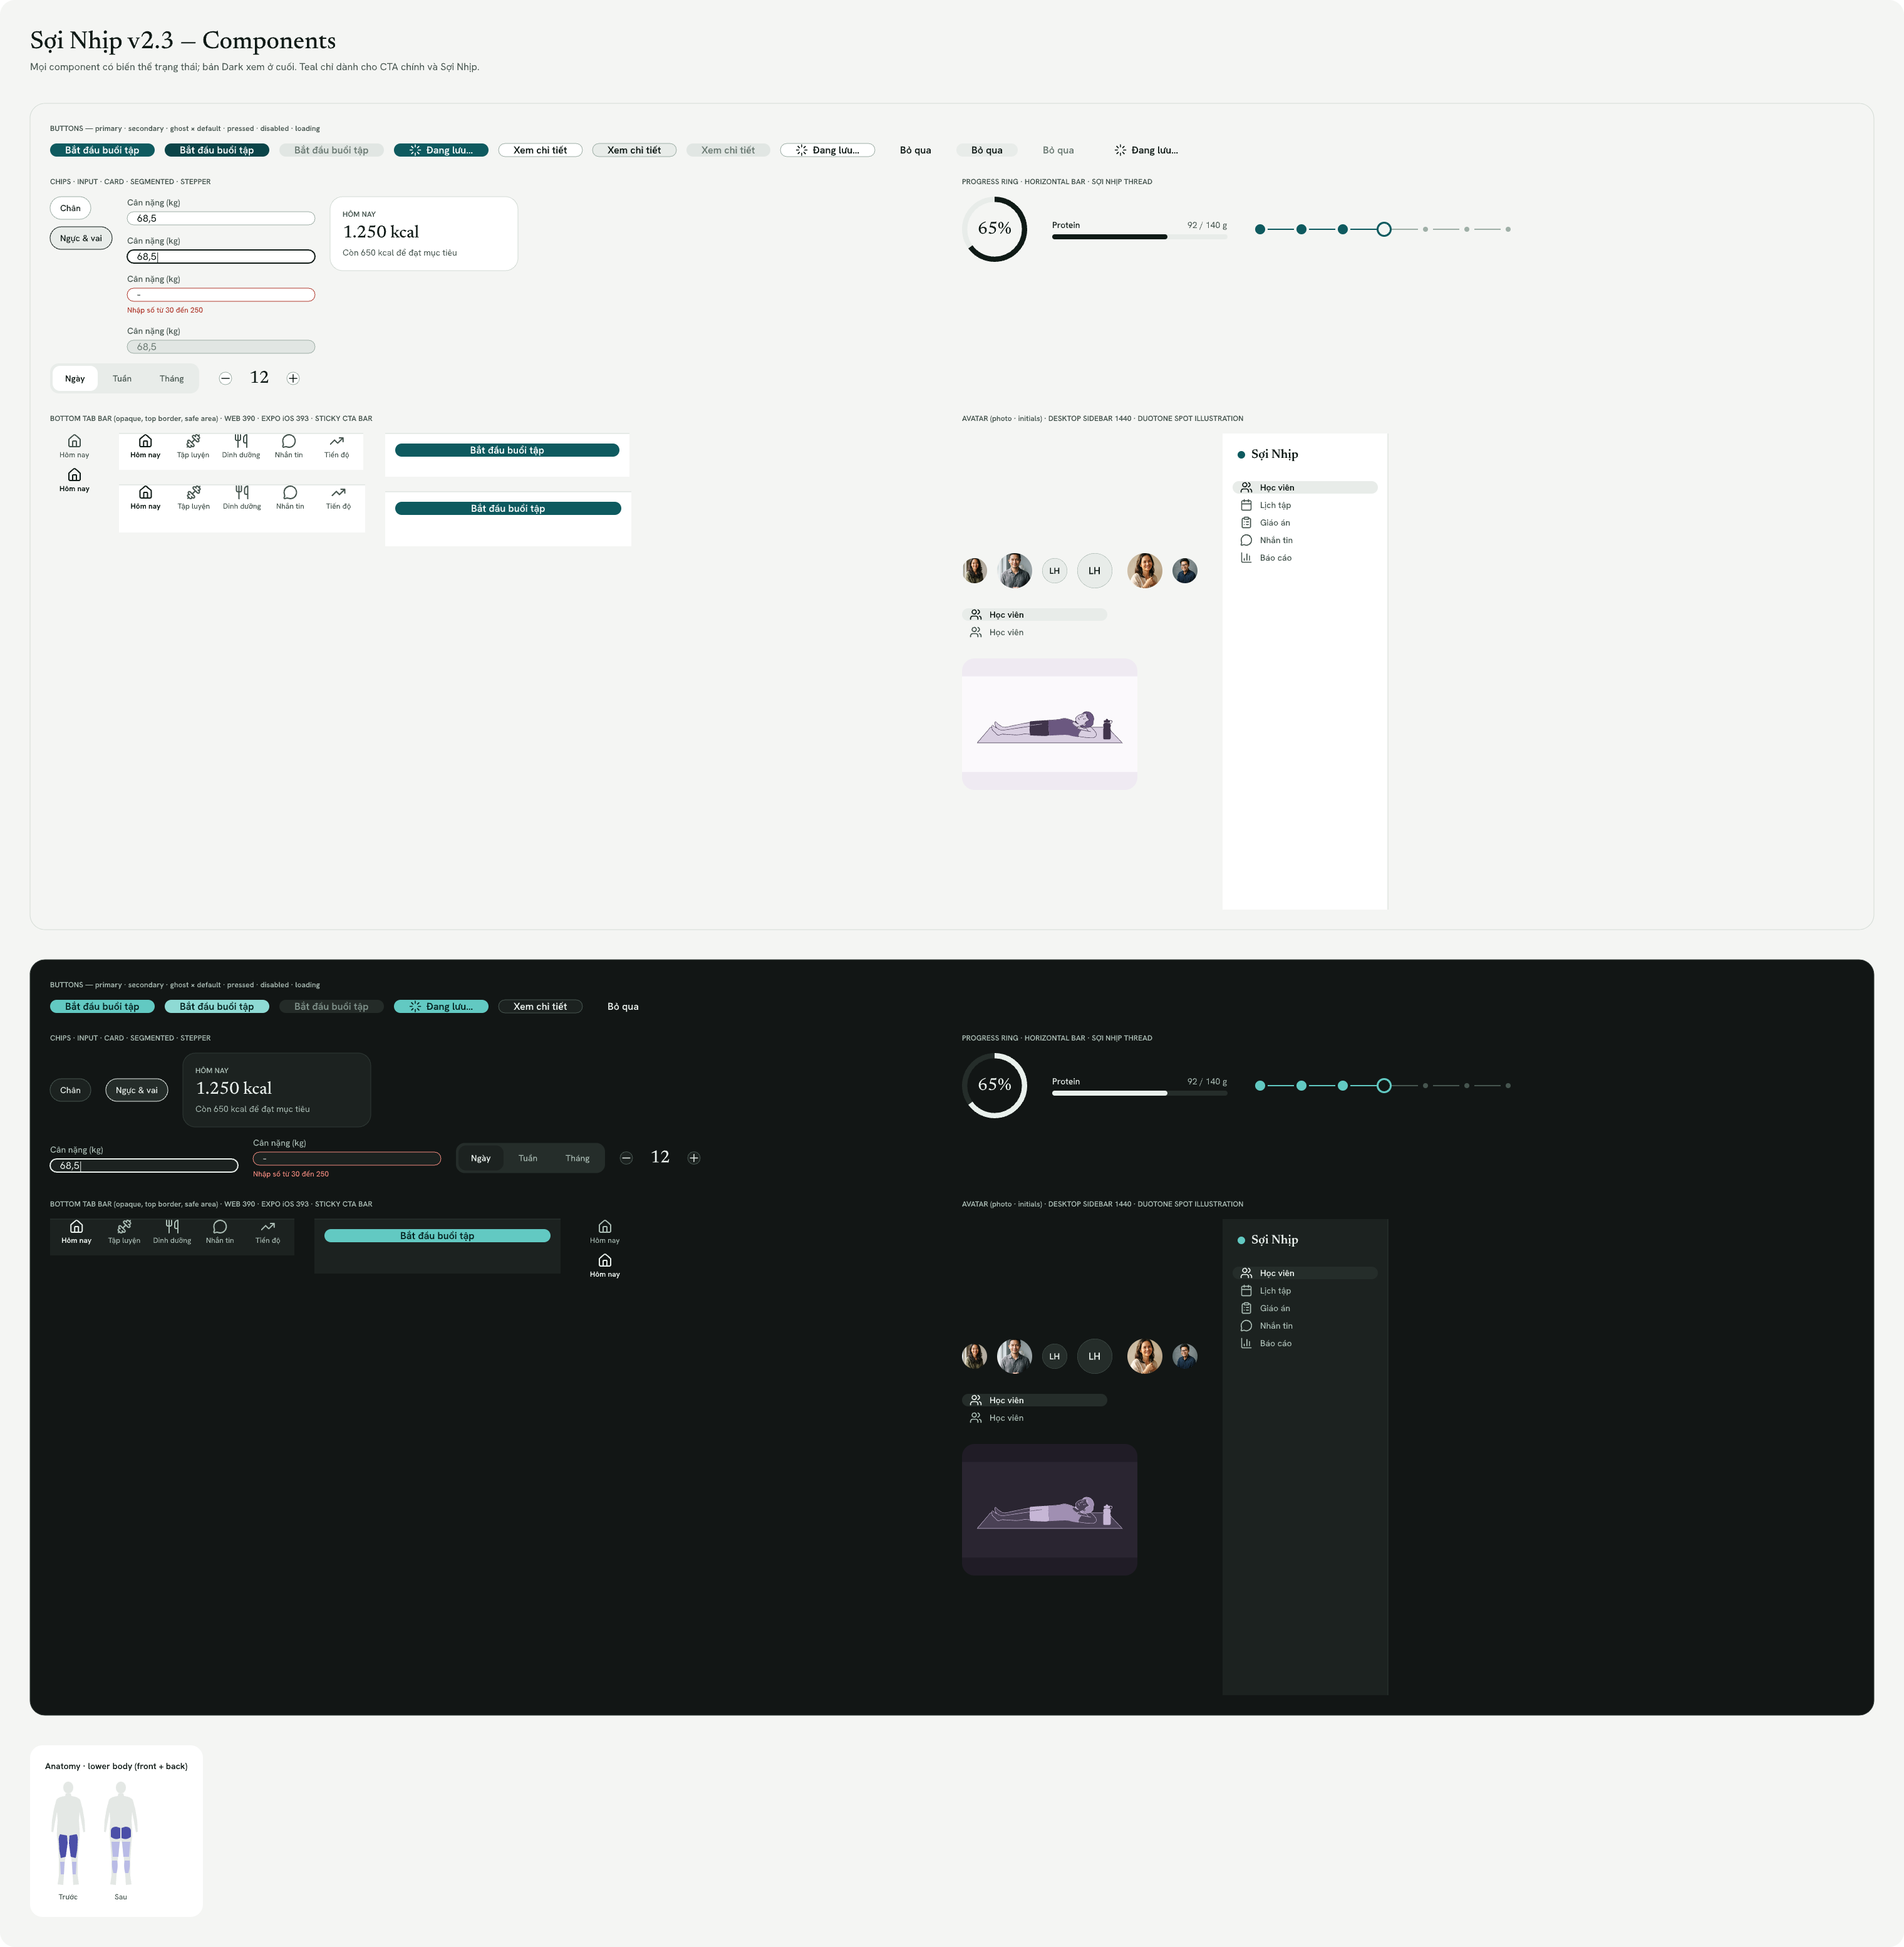 Sợi Nhịp v2.3 — Components
Mọi component có biến thể trạng thái; bản Dark xem ở cuối. Teal chỉ dành cho CTA chính và Sợi Nhịp.
BUTTONS — primary · secondary · ghost × default · pressed · disabled · loading
Bắt đầu buổi tập
Bắt đầu buổi tập
Bắt đầu buổi tập
Đang lưu…
Xem chi tiết
Xem chi tiết
Xem chi tiết
Đang lưu…
Bỏ qua
Bỏ qua
Bỏ qua
Đang lưu…
CHIPS · INPUT · CARD · SEGMENTED · STEPPER
Chân
Ngực & vai
Cân nặng (kg)
68,5
Cân nặng (kg)
68,5|
Cân nặng (kg)
-
Nhập số từ 30 đến 250
Cân nặng (kg)
68,5
HÔM NAY
1.250 kcal
Còn 650 kcal để đạt mục tiêu
Ngày
Tuần
Tháng
12
PROGRESS RING · HORIZONTAL BAR · SỢI NHỊP THREAD
65%
Protein
92 / 140 g
BOTTOM TAB BAR (opaque, top border, safe area) · WEB 390 · EXPO iOS 393 · STICKY CTA BAR
Hôm nay
Hôm nay
Hôm nay
Tập luyện
Dinh dưỡng
Nhắn tin
Tiến độ
Hôm nay
Tập luyện
Dinh dưỡng
Nhắn tin
Tiến độ
Bắt đầu buổi tập
Bắt đầu buổi tập
AVATAR (photo · initials) · DESKTOP SIDEBAR 1440 · DUOTONE SPOT ILLUSTRATION
LH
LH
Học viên
Học viên
Sợi Nhịp
Học viên
Lịch tập
Giáo án
Nhắn tin
Báo cáo
BUTTONS — primary · secondary · ghost × default · pressed · disabled · loading
Bắt đầu buổi tập
Bắt đầu buổi tập
Bắt đầu buổi tập
Đang lưu…
Xem chi tiết
Bỏ qua
CHIPS · INPUT · CARD · SEGMENTED · STEPPER
Chân
Ngực & vai
HÔM NAY
1.250 kcal
Còn 650 kcal để đạt mục tiêu
Cân nặng (kg)
68,5|
Cân nặng (kg)
-
Nhập số từ 30 đến 250
Ngày
Tuần
Tháng
12
PROGRESS RING · HORIZONTAL BAR · SỢI NHỊP THREAD
65%
Protein
92 / 140 g
BOTTOM TAB BAR (opaque, top border, safe area) · WEB 390 · EXPO iOS 393 · STICKY CTA BAR
Hôm nay
Tập luyện
Dinh dưỡng
Nhắn tin
Tiến độ
Bắt đầu buổi tập
Hôm nay
Hôm nay
AVATAR (photo · initials) · DESKTOP SIDEBAR 1440 · DUOTONE SPOT ILLUSTRATION
LH
LH
Học viên
Học viên
Sợi Nhịp
Học viên
Lịch tập
Giáo án
Nhắn tin
Báo cáo
Anatomy · lower body (front + back)
Trước
Sau